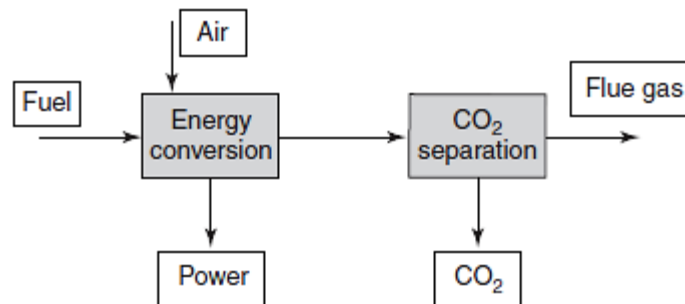 Air
Fuel
Flue gas
Energy
conversion
CO₂
separation
Power
CO₂